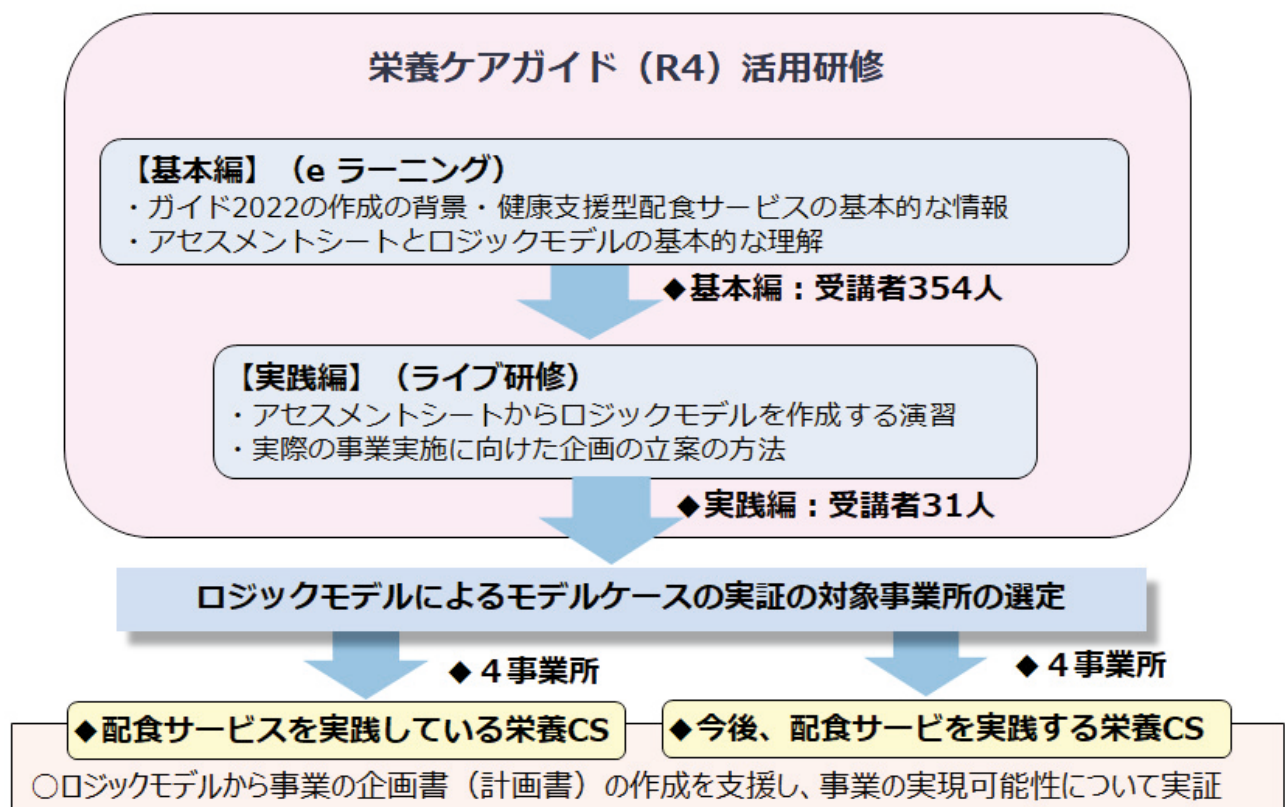 栄養ケアガイド（R4）活用研修
【基本編】（e ラーニング）
・ガイド2022の作成の背景・健康支援型配食サービスの基本的な情報
・アセスメントシートとロジックモデルの基本的な理解
◆基本編：受講者354人
【実践編】（ライブ研修）
・アセスメントシートからロジックモデルを作成する演習
・実際の事業実施に向けた企画の立案の方法
◆実践編：受講者31人
ロジックモデルによるモデルケースの実証の対象事業所の選定
◆４事業所
◆４事業所
◆配食サービスを実践している栄養CS
◆今後、配食サービを実践する栄養CS
○ロジックモデルから事業の企画書（計画書）の作成を支援し、事業の実現可能性について実証